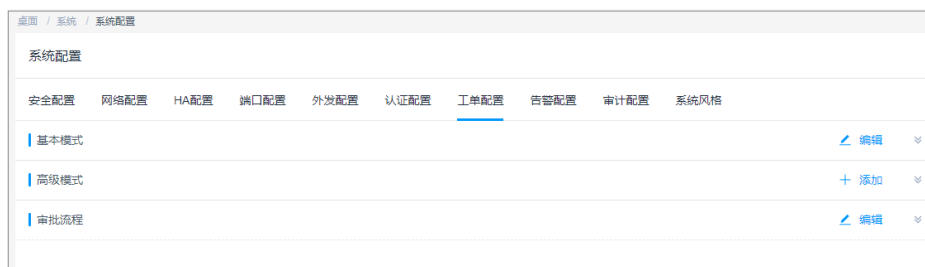 桌面 / 系统 / 系统配置
系统配置
安全配置 网络配置 HA配置 端口配置 外发配置 认证配置 工单配置 告警配置 审计配置 系统风格
基本模式 编辑
高级模式 添加
审批流程 编辑